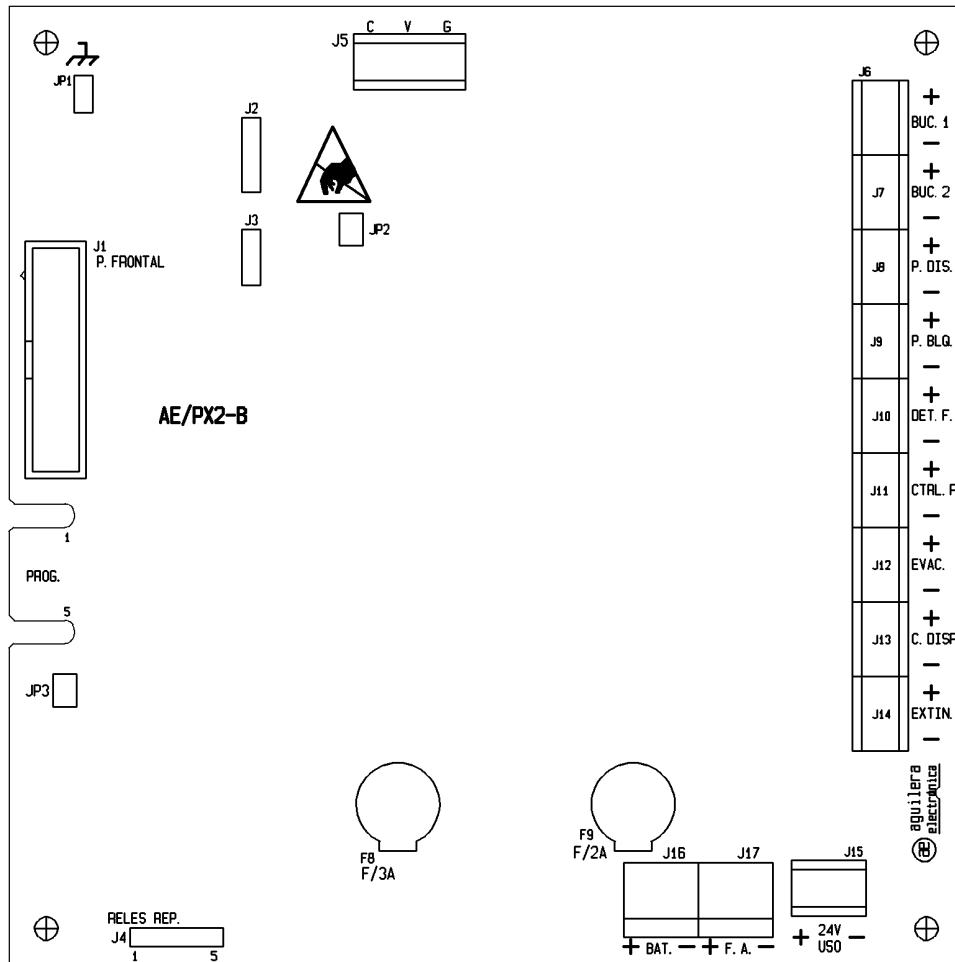 C V G
J5
JP1
J2
J6
+
BUC. 1
−
+
J7 BUC. 2
−
J3
JP2
J1
P. FRONTAL
+
J8 P. DIS.
−
+
J9 P. BLQ.
−
AE/PX2-B
+
J10 DET. F.
−
+
J11 CTRL. F
−
1
PROG.
5
+
J12 EVAC.
−
+
J13 C. DISP
−
JP3
+
J14 EXTIN.
−
ae aguilera
electrónica
F8
F/3A
F9
F/2A
J16 J17 J15
RELES REP.
J4
1 5
+ BAT. − + F. A. − + 24V −
USO